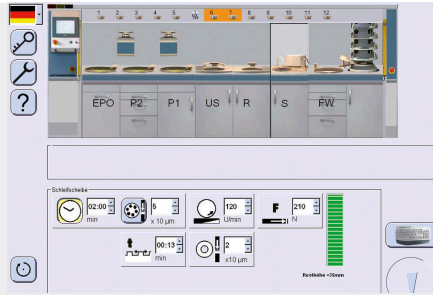 1 2 3 4 5 6 7 8 9 10 11 12
EPO P2 P1 US R S FW
Schleifscheibe
02:00
min
5
x 10 µm
120
U/min
F
210
N
t
00:13
min
2
x10 µm
Resthöhe <35mm
?